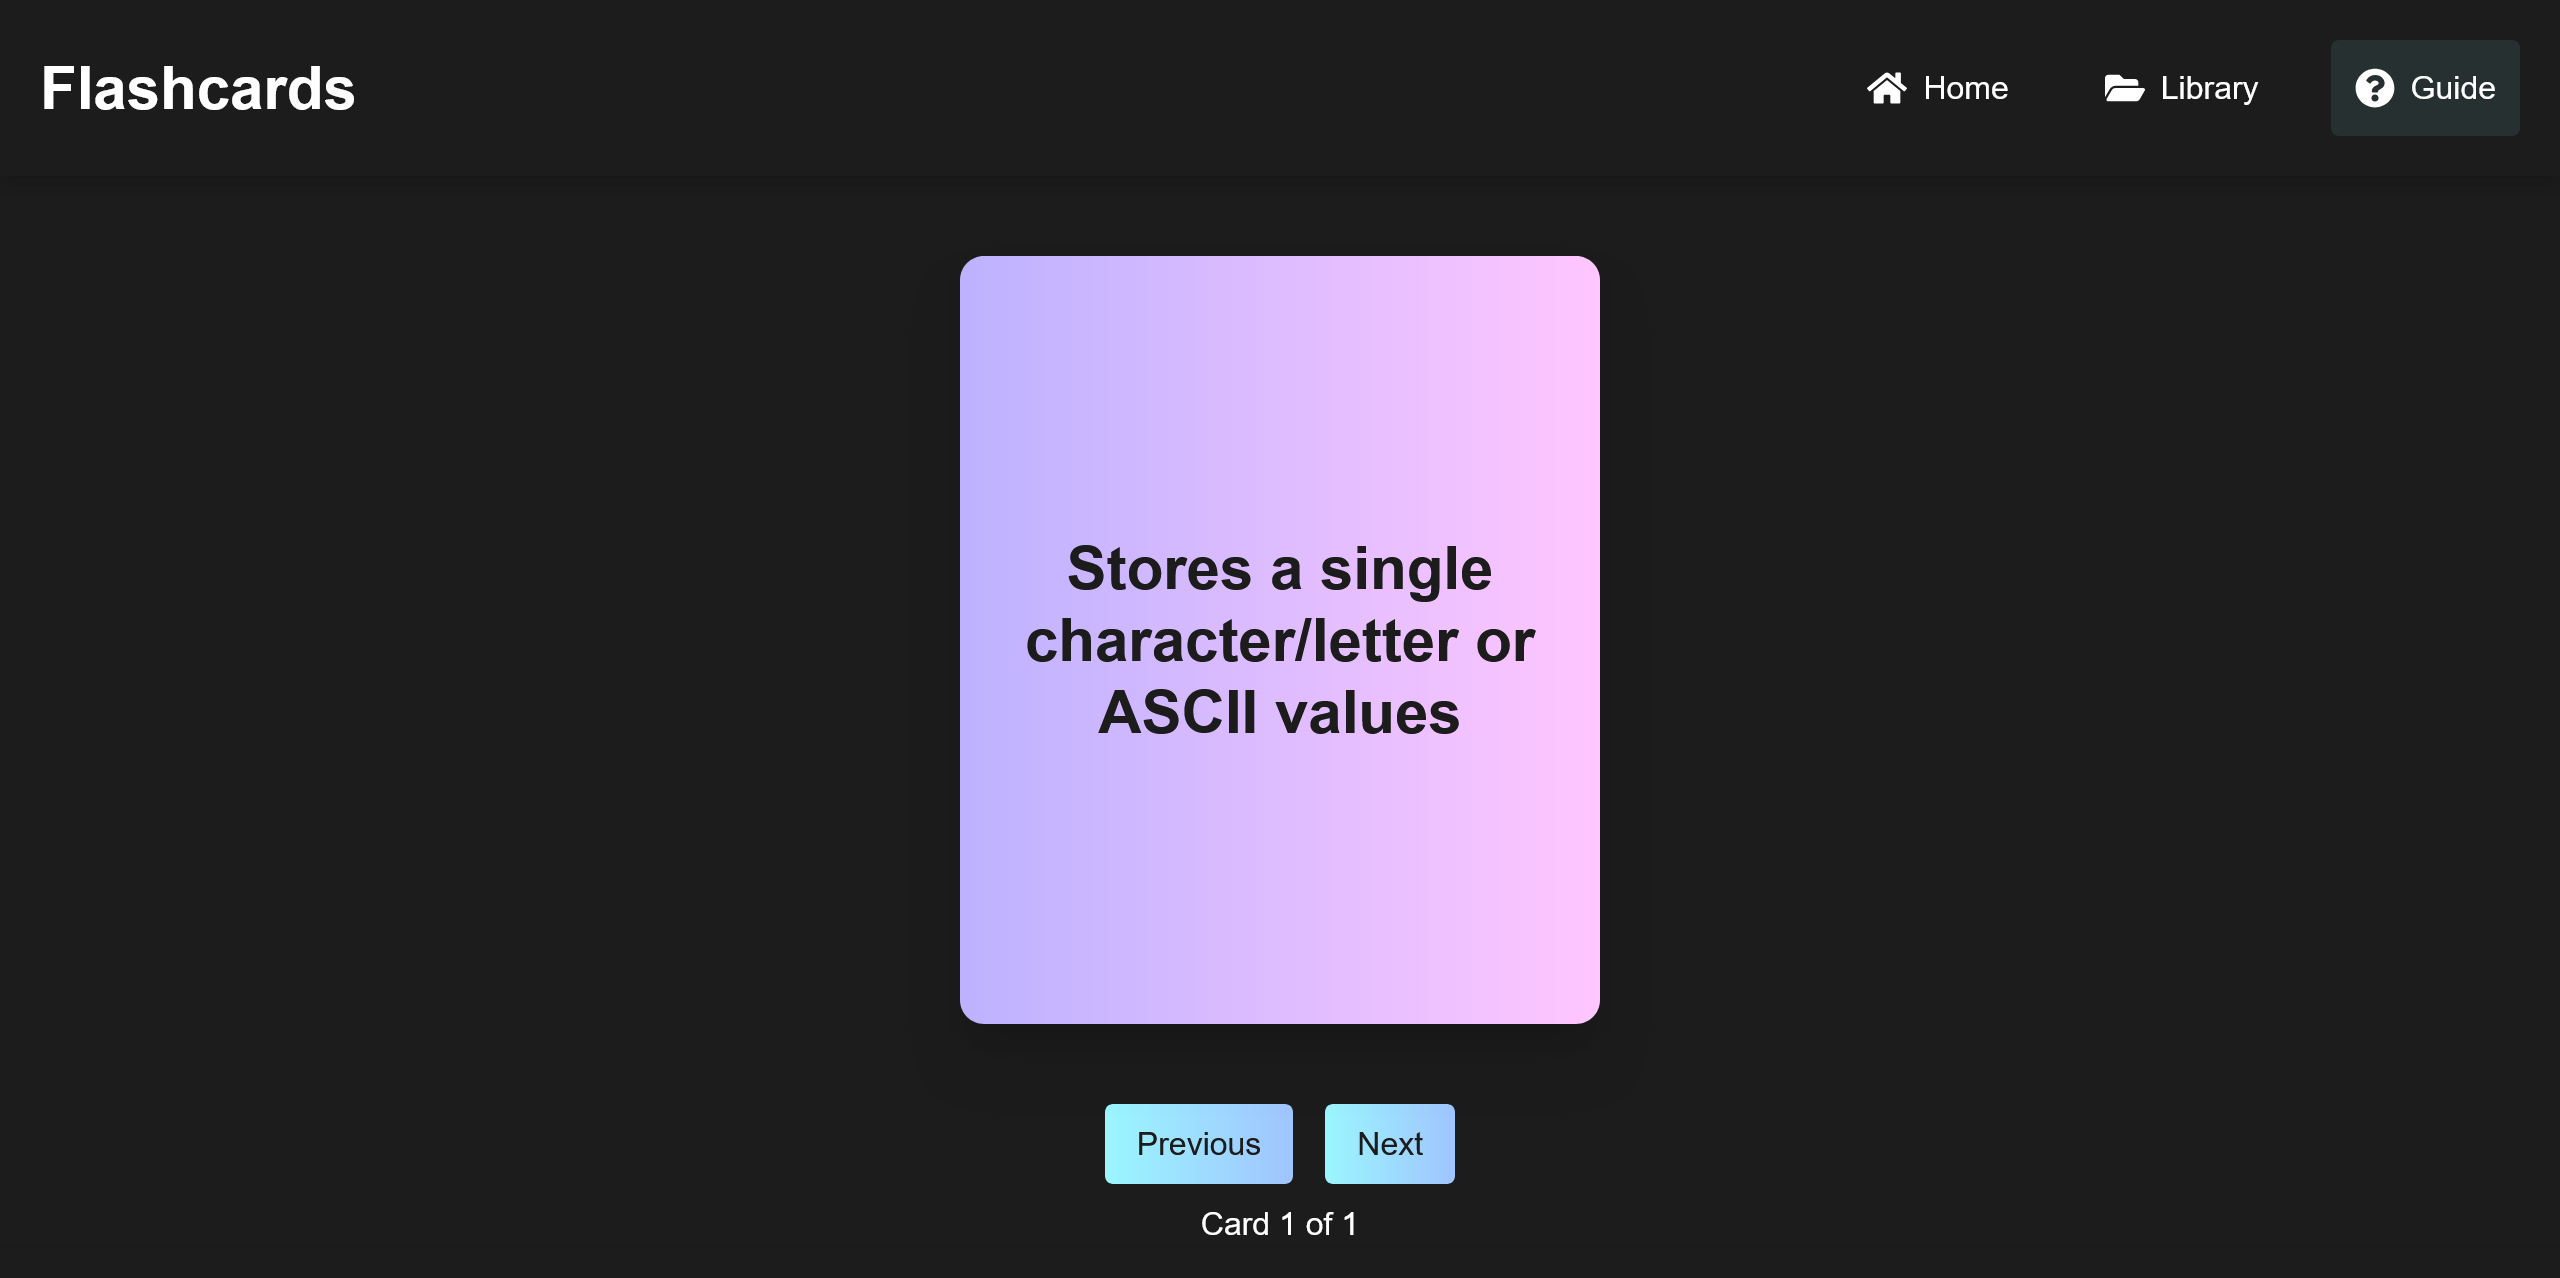 Flashcards
Home
Library
Guide
Stores a single
character/letter or
ASCII values
Previous
Next
Card 1 of 1